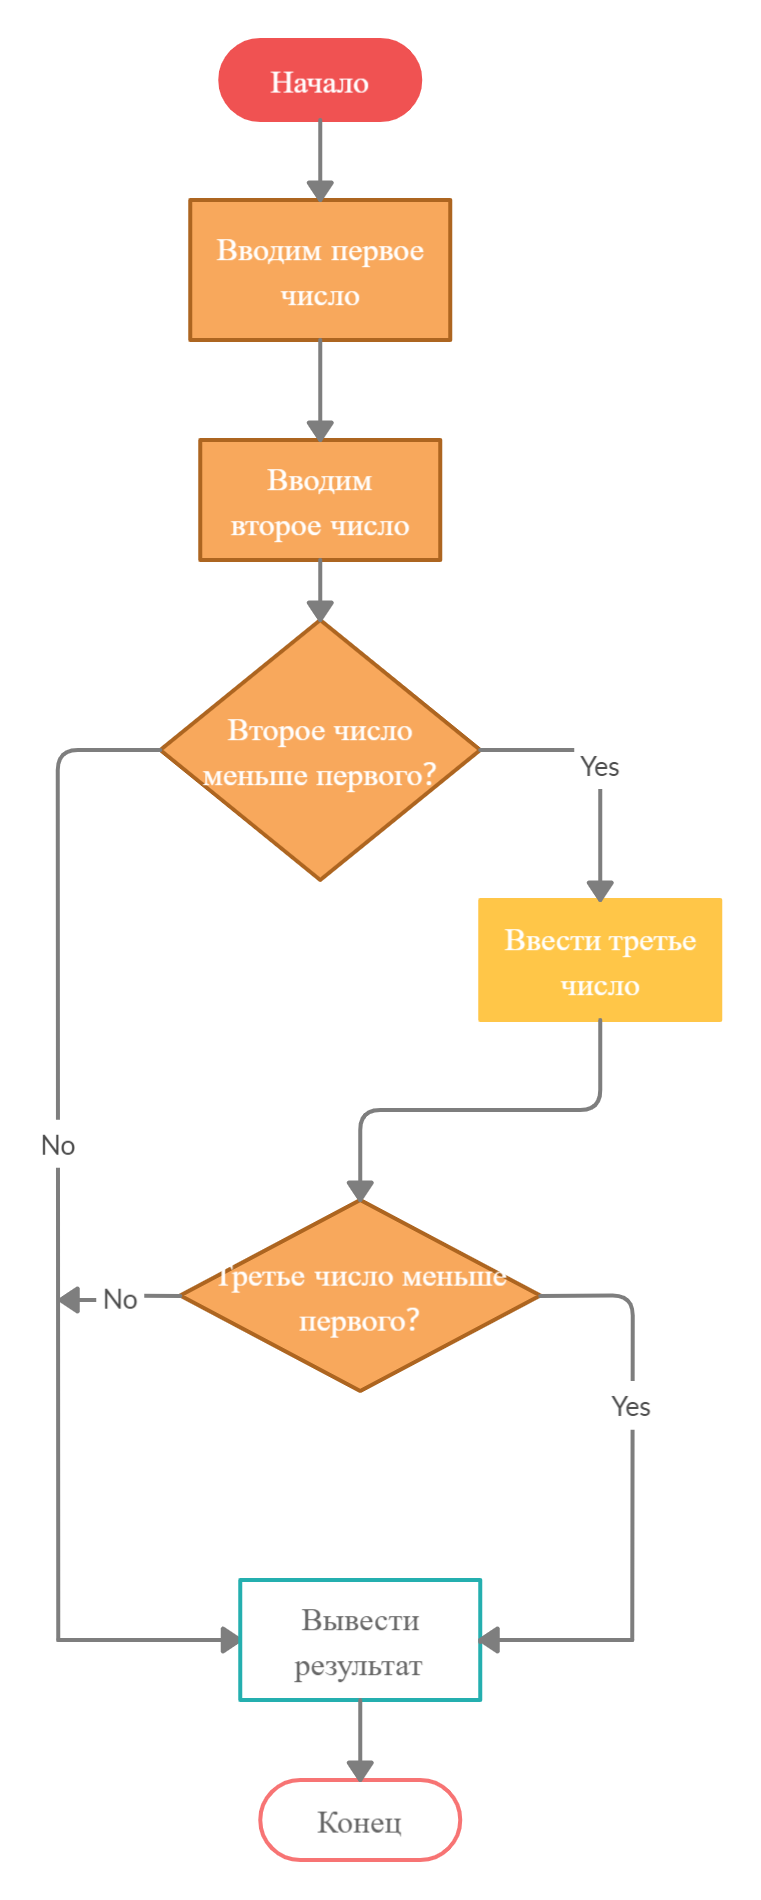 Начало
Вводим первое
число
Вводим
второе число
Второе число
меньше первого?
Yes
Ввести третье
число
No
Третье число меньше
первого?
No
Yes
Вывести
результат
Конец